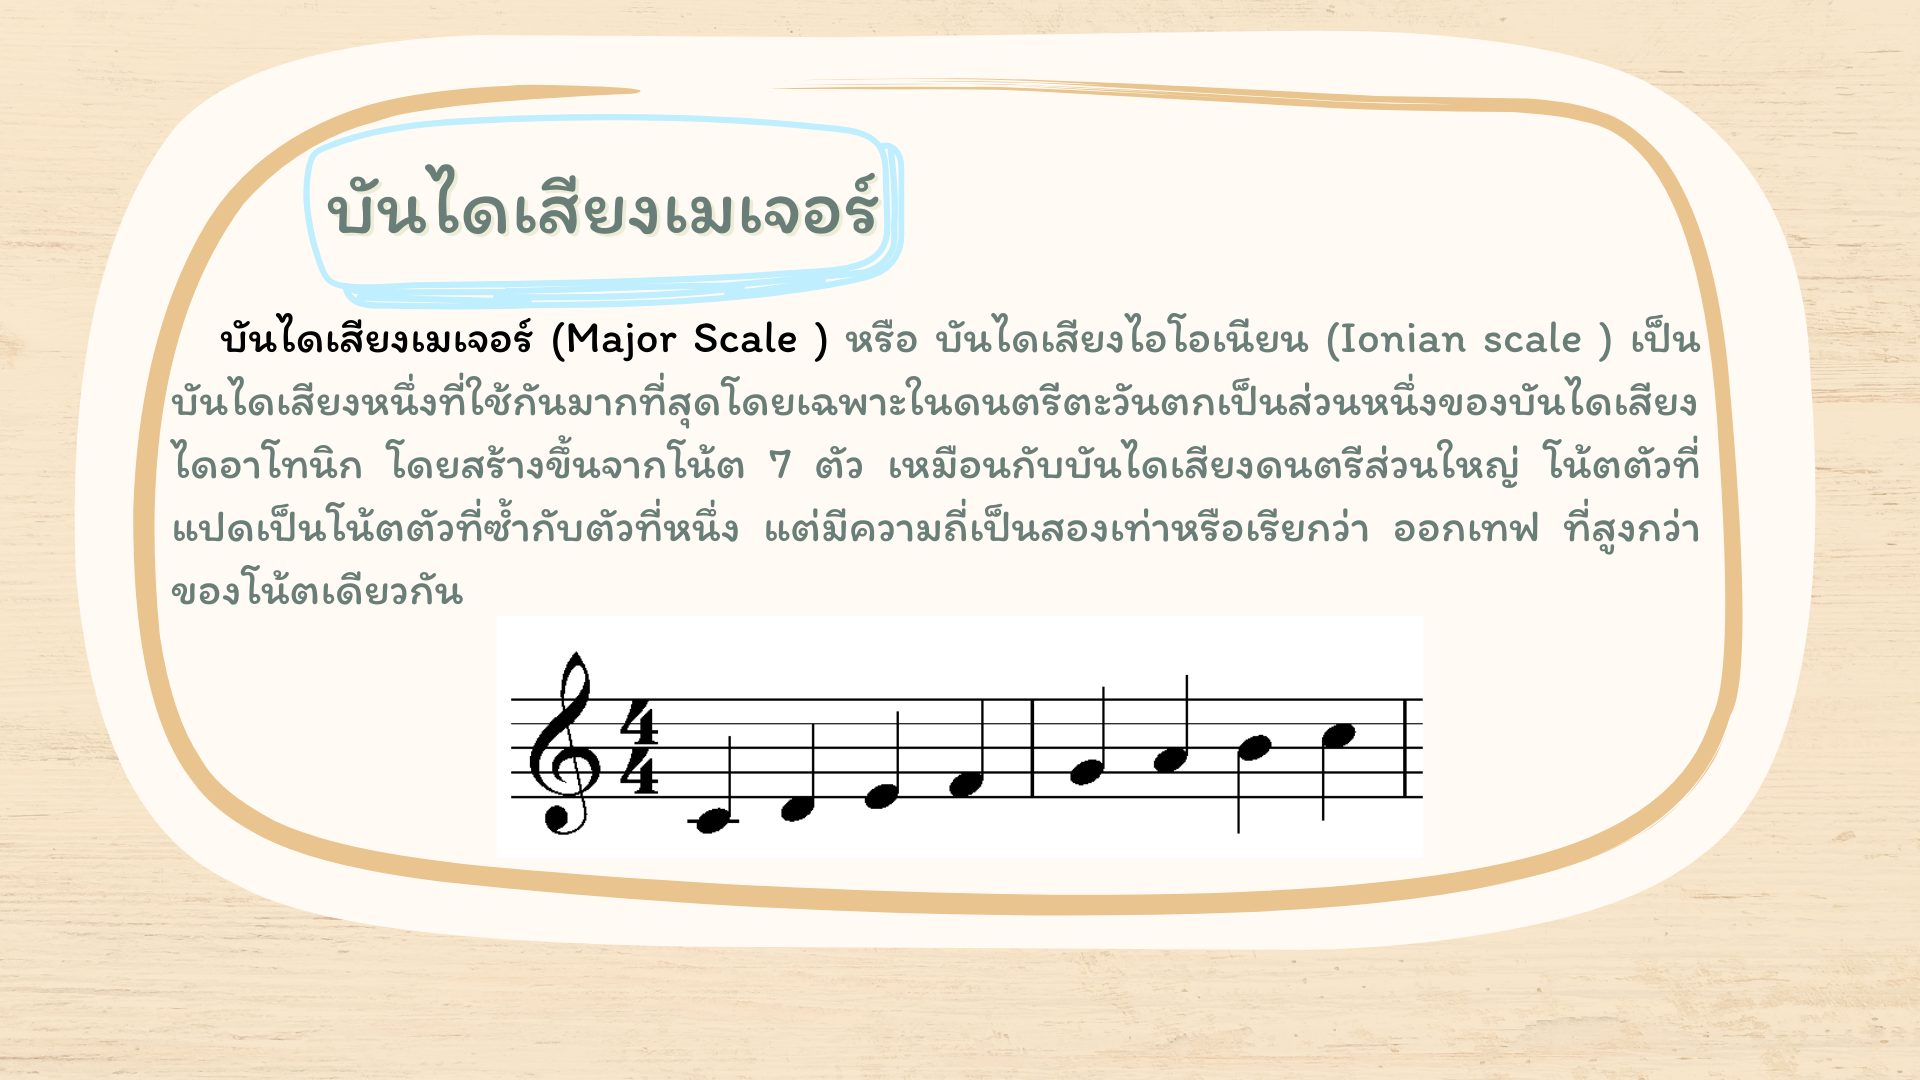 บันไดเสียงเมเจอร์
บันไดเสียงเมเจอร์ (Major Scale ) หรือ บันไดเสียงไอโอเนียน (Ionian scale ) เป็น
บันไดเสียงหนึ่งที่ใช้กันมากที่สุดโดยเฉพาะในดนตรีตะวันตกเป็นส่วนหนึ่งของบันไดเสียง
ไดอาโทนิก โดยสร้างขึ้นจากโน้ต 7 ตัว เหมือนกับบันไดเสียงดนตรีส่วนใหญ่ โน้ตตัวที่
แปดเป็นโน้ตตัวที่ซ้ำกับตัวที่หนึ่ง แต่มีความถี่เป็นสองเท่าหรือเรียกว่า ออกเทฟ ที่สูงกว่า
ของโน้ตเดียวกัน
4
4